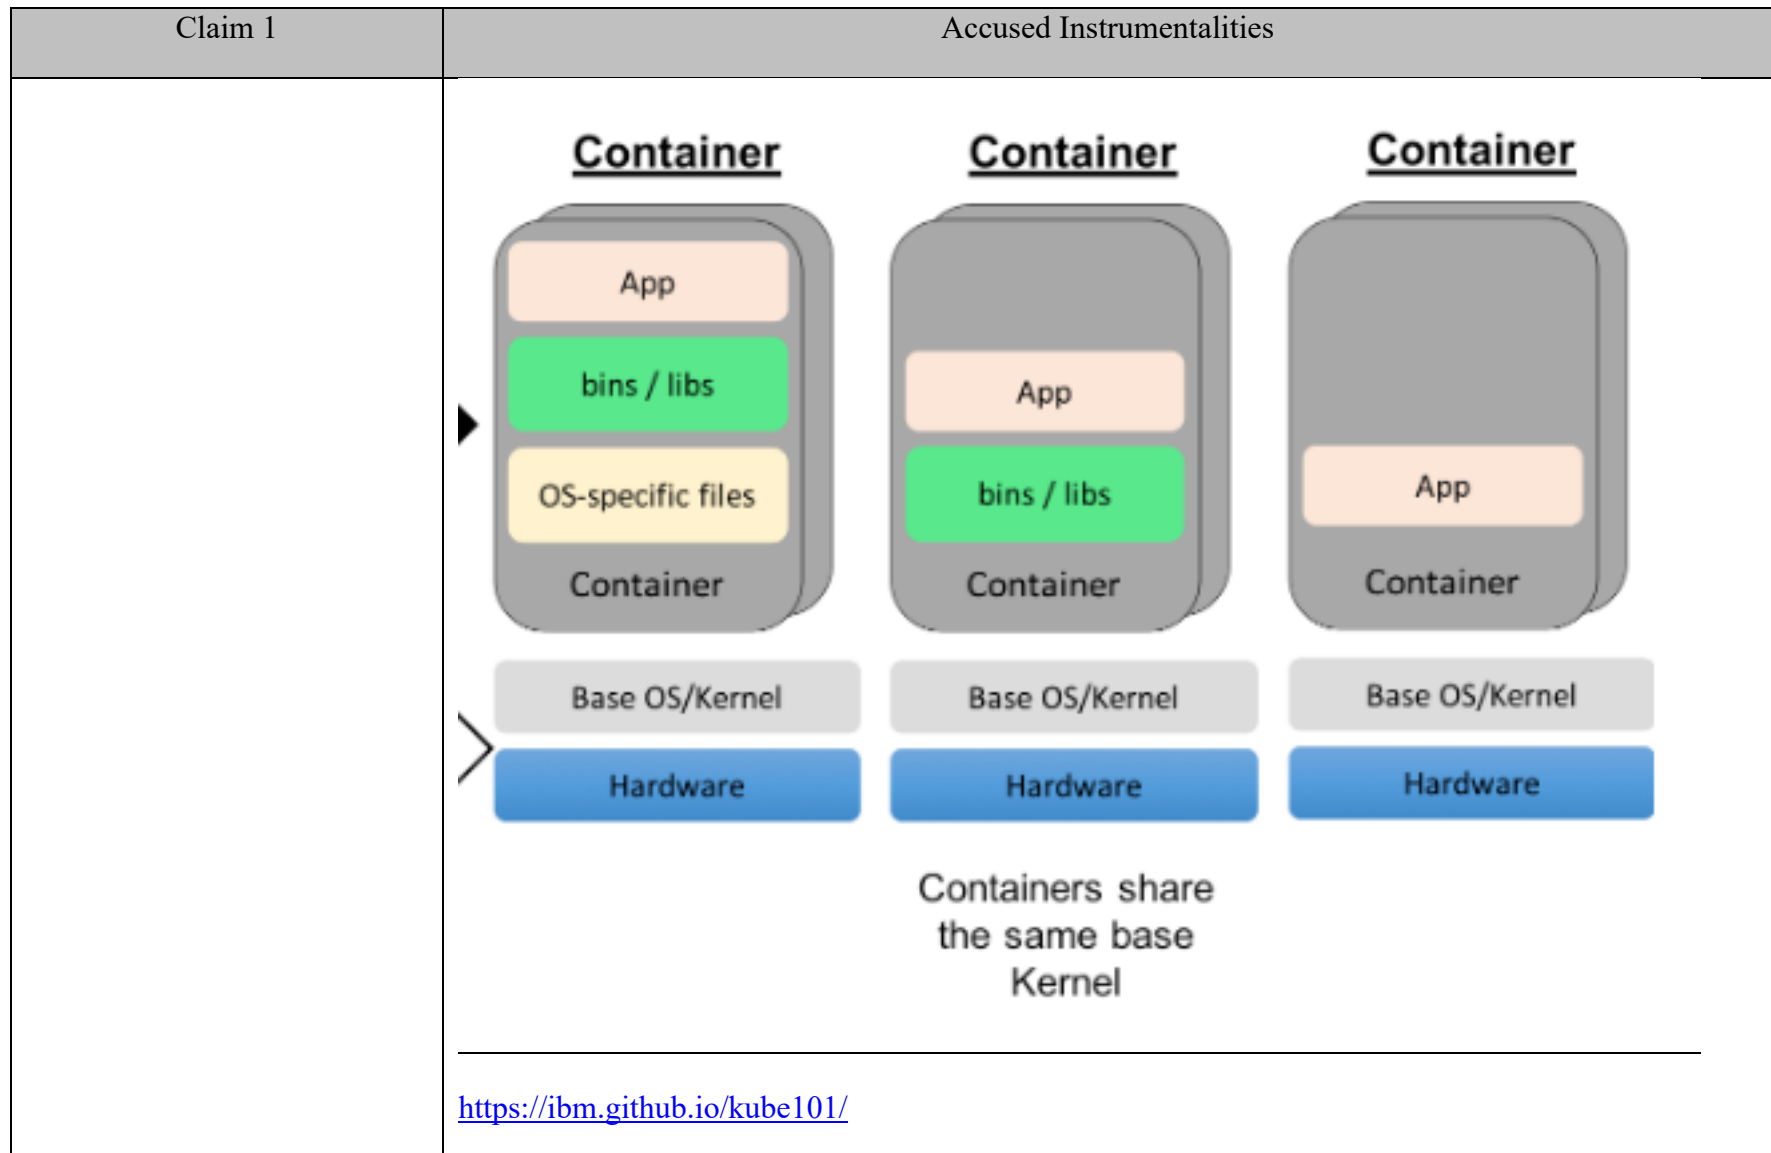 Claim 1
Accused Instrumentalities
Container
App
bins / libs
OS-specific files
Container
Base OS/Kernel
Hardware
Container
App
bins / libs
Container
Base OS/Kernel
Hardware
Container
App
Container
Base OS/Kernel
Hardware
Containers share
the same base
Kernel
https://ibm.github.io/kube101/